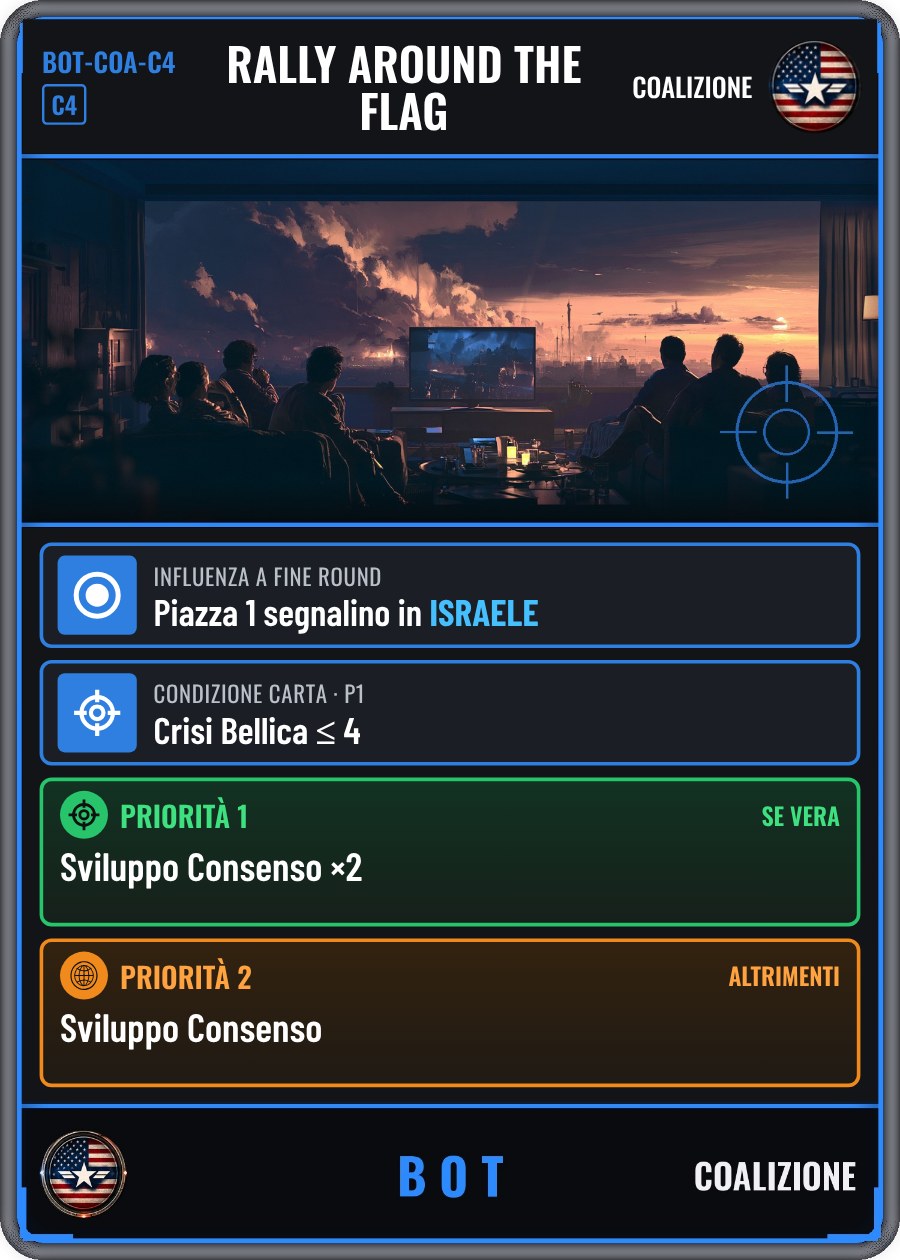 BOT-COA-C4
C4
RALLY AROUND THE
FLAG
COALIZIONE
INFLUENZA A FINE ROUND
Piazza 1 segnalino in ISRAELE
CONDIZIONE CARTA · P1
Crisi Bellica ≤ 4
PRIORITÀ 1
SE VERA
Sviluppo Consenso ×2
PRIORITÀ 2
ALTRIMENTI
Sviluppo Consenso
BOT
COALIZIONE